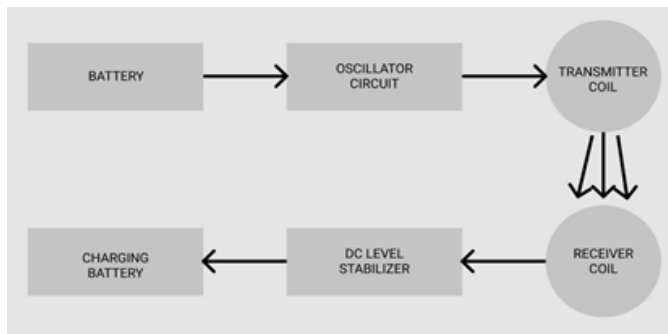 BATTERY
OSCILLATOR
CIRCUIT
TRANSMITTER
COIL
CHARGING
BATTERY
DC LEVEL
STABILIZER
RECEIVER
COIL